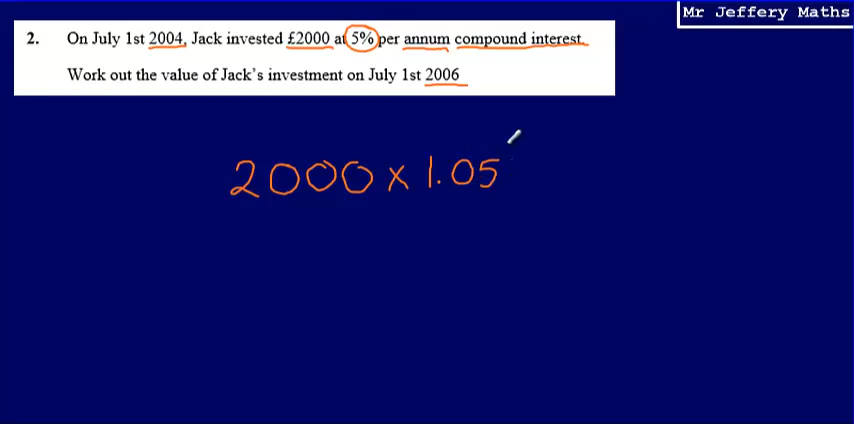 Mr Jeffery Maths
2. On July 1st 2004, Jack invested £2000 at 5% per annum compound interest.
Work out the value of Jack's investment on July 1st 2006
2000 × 1.05